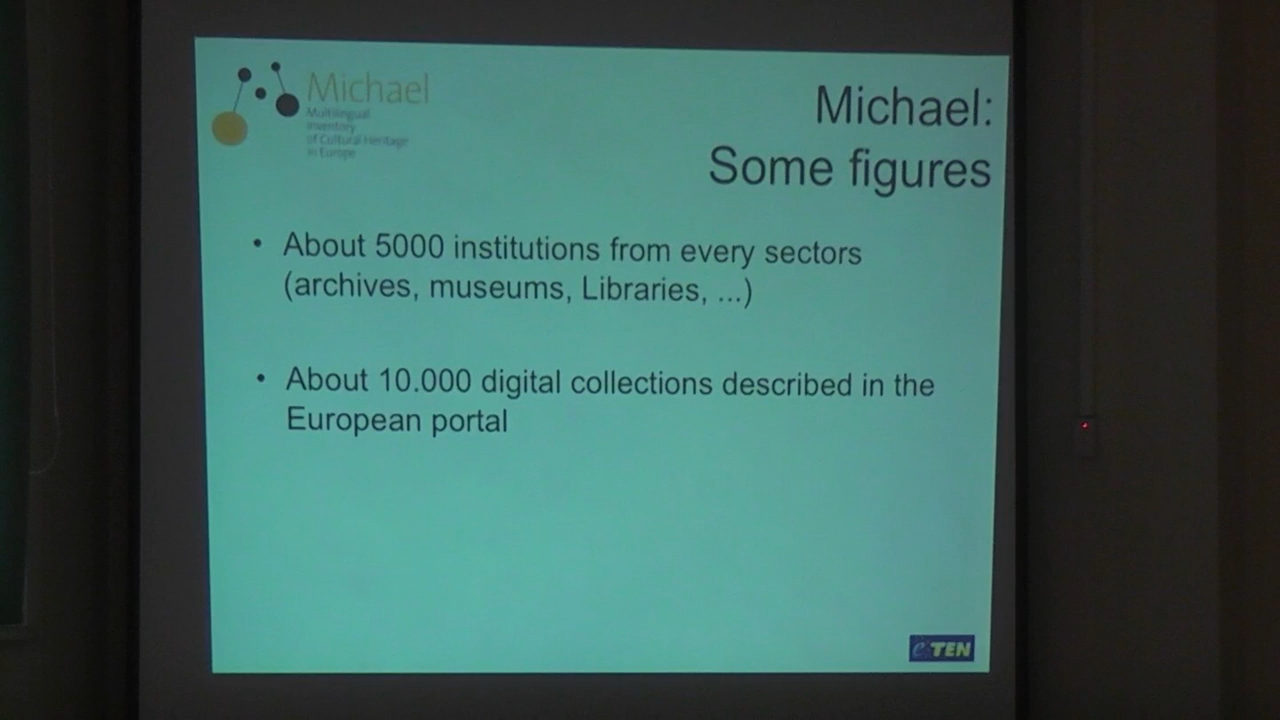 Michael
Multilingual
Inventory
of Cultural Heritage
in Europe
Michael:
Some figures
• About 5000 institutions from every sectors
(archives, museums, Libraries, ...)
• About 10.000 digital collections described in the
European portal
eTEN